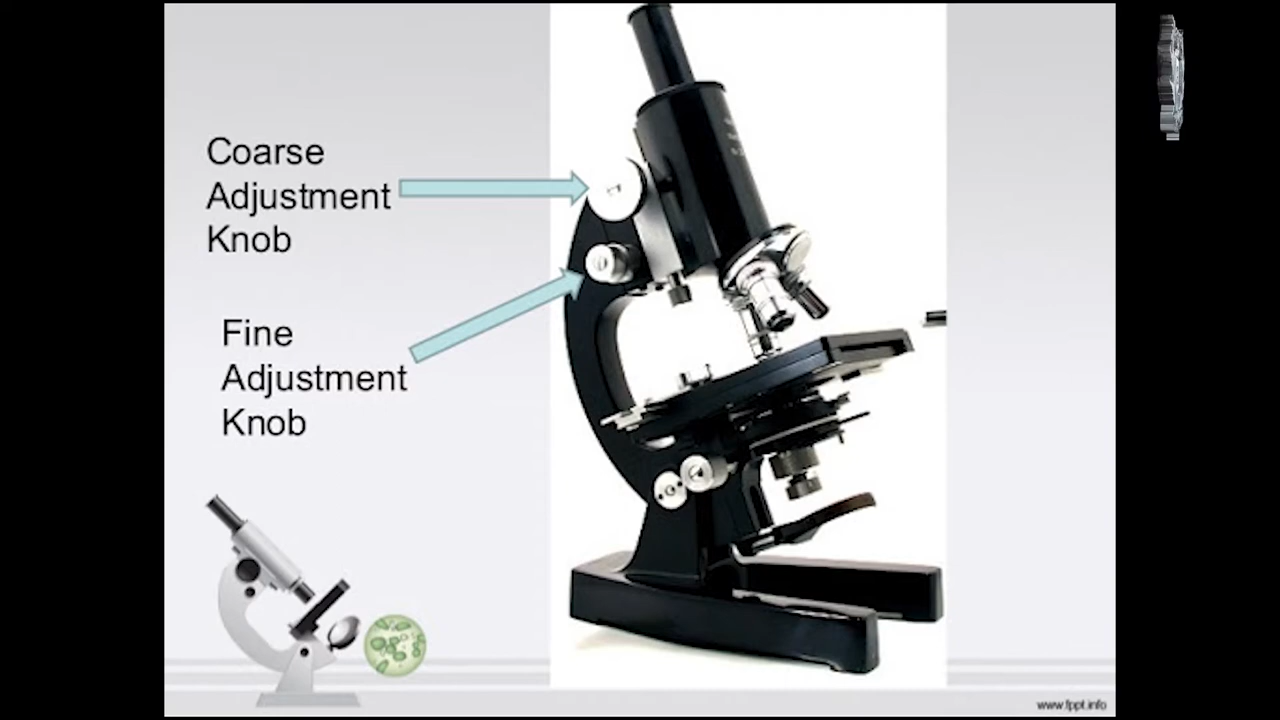 Coarse
Adjustment
Knob
Fine
Adjustment
Knob
www.fppt.info